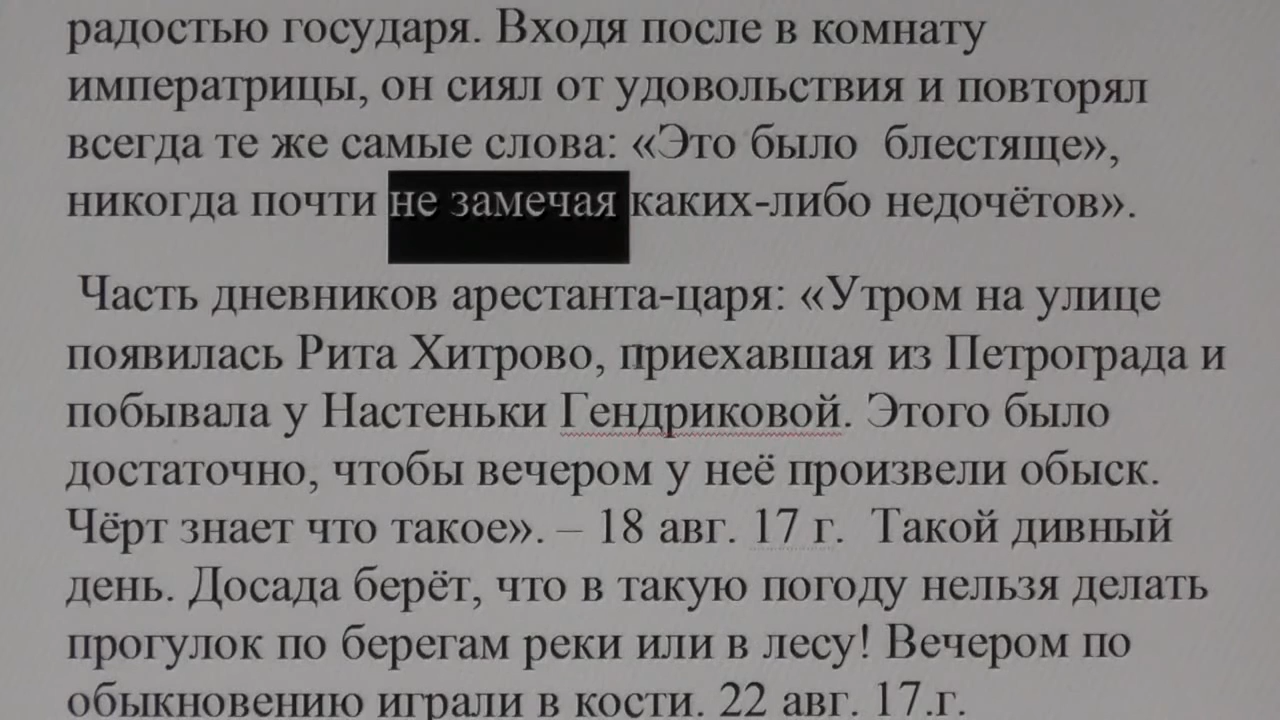 радостью государя. Входя после в комнату
императрицы, он сиял от удовольствия и повторял
всегда те же самые слова: «Это было  блестяще»,
никогда почти не замечая каких-либо недочётов».
Часть дневников арестанта-царя: «Утром на улице
появилась Рита Хитрово, приехавшая из Петрограда и
побывала у Настеньки Гендриковой. Этого было
достаточно, чтобы вечером у неё произвели обыск.
Чёрт знает что такое». – 18 авг. 17 г.  Такой дивный
день. Досада берёт, что в такую погоду нельзя делать
прогулок по берегам реки или в лесу! Вечером по
обыкновению играли в кости. 22 авг. 17.г.